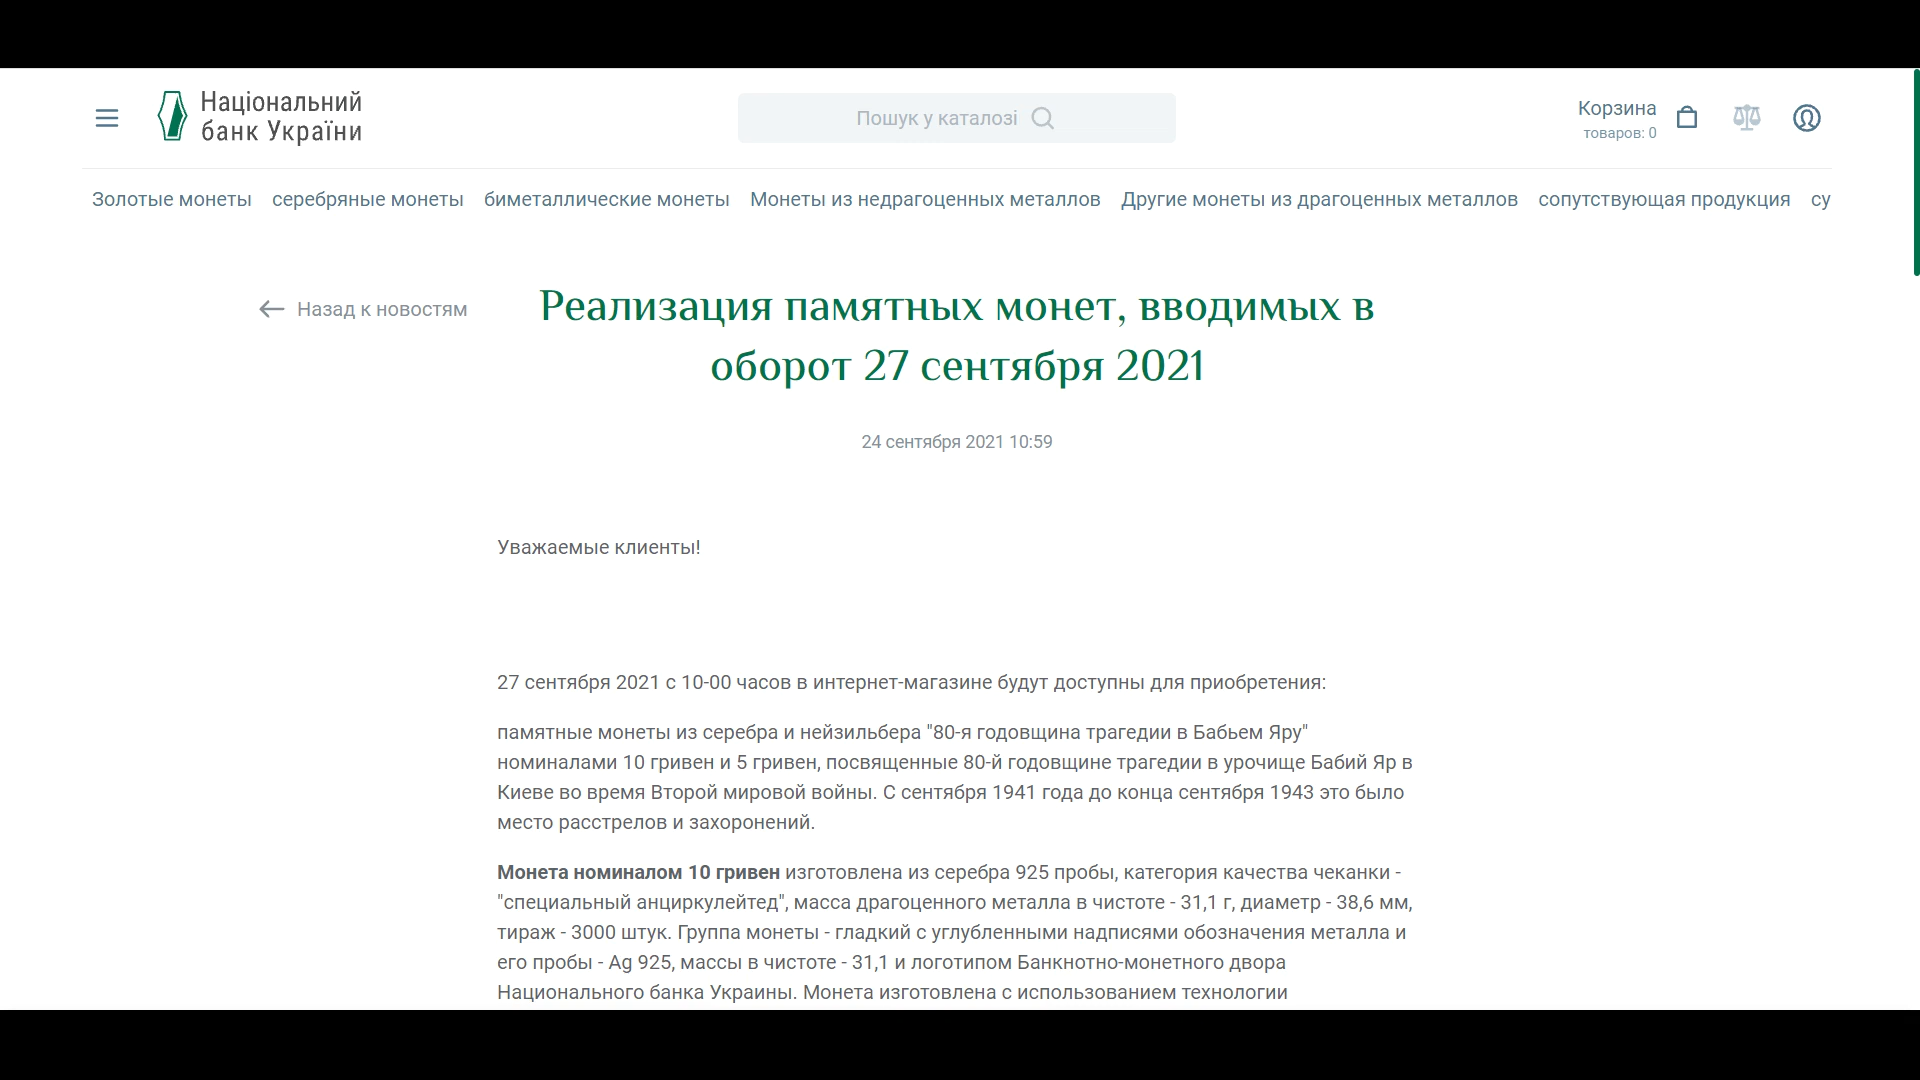 Національний
банк України
Пошук у каталозі
Корзина
товаров: 0
Золотые монеты серебряные монеты биметаллические монеты Монеты из недрагоценных металлов Другие монеты из драгоценных металлов сопутствующая продукция су
Назад к новостям
Реализация памятных монет, вводимых в
оборот 27 сентября 2021
24 сентября 2021 10:59
Уважаемые клиенты!
27 сентября 2021 с 10-00 часов в интернет-магазине будут доступны для приобретения:
памятные монеты из серебра и нейзильбера "80-я годовщина трагедии в Бабьем Яру"
номиналами 10 гривен и 5 гривен, посвященные 80-й годовщине трагедии в урочище Бабий Яр в
Киеве во время Второй мировой войны. С сентября 1941 года до конца сентября 1943 это было
место расстрелов и захоронений.
Монета номиналом 10 гривен изготовлена из серебра 925 пробы, категория качества чеканки -
"специальный анциркулейтед", масса драгоценного металла в чистоте - 31,1 г, диаметр - 38,6 мм,
тираж - 3000 штук. Группа монеты - гладкий с углубленными надписями обозначения металла и
его пробы - Ag 925, массы в чистоте - 31,1 и логотипом Банкнотно-монетного двора
Национального банка Украины. Монета изготовлена с использованием технологии